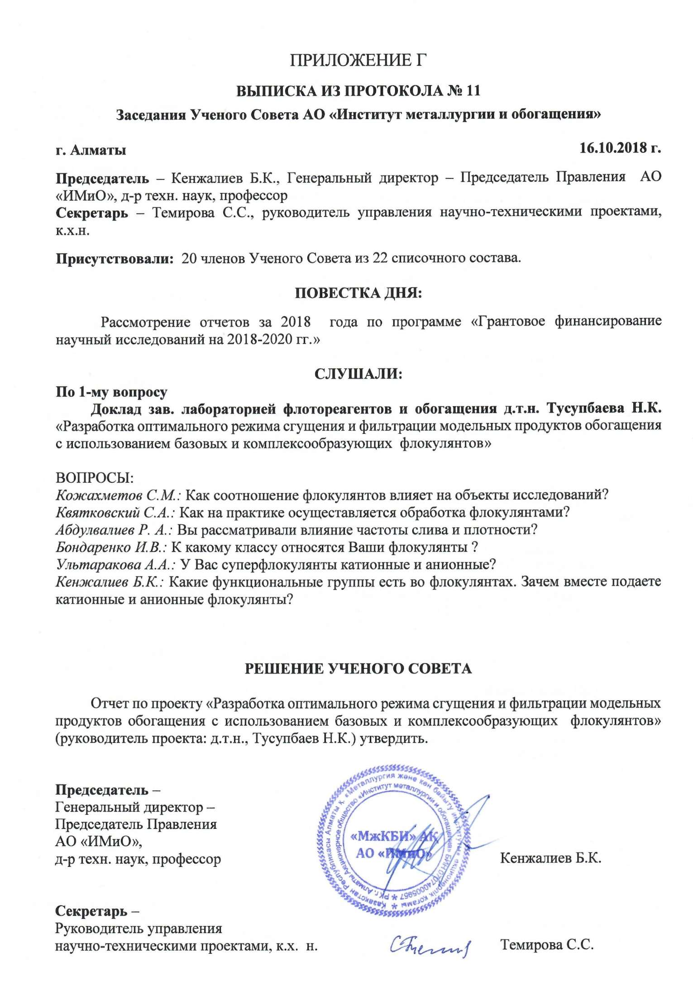 ПРИЛОЖЕНИЕ Г
ВЫПИСКА ИЗ ПРОТОКОЛА № 11
Заседания Ученого Совета АО «Институт металлургии и обогащения»
г. Алматы 16.10.2018 г.
Председатель – Кенжалиев Б.К., Генеральный директор – Председатель Правления АО
«ИМиО», д-р техн. наук, профессор
Секретарь – Темирова С.С., руководитель управления научно-техническими проектами,
к.х.н.
Присутствовали: 20 членов Ученого Совета из 22 списочного состава.
ПОВЕСТКА ДНЯ:
Рассмотрение отчетов за 2018 года по программе «Грантовое финансирование
научный исследований на 2018-2020 гг.»
СЛУШАЛИ:
По 1-му вопросу
Доклад зав. лабораторией флотореагентов и обогащения д.т.н. Тусупбаева Н.К.
«Разработка оптимального режима сгущения и фильтрации модельных продуктов обогащения
с использованием базовых и комплексообразующих флокулянтов»
ВОПРОСЫ:
Кожахметов С.М.: Как соотношение флокулянтов влияет на объекты исследований?
Квятковский С.А.: Как на практике осуществляется обработка флокулянтами?
Абдулвалиев Р. А.: Вы рассматривали влияние частоты слива и плотности?
Бондаренко И.В.: К какому классу относятся Ваши флокулянты ?
Ультаракова А.А.: У Вас суперфлокулянты катионные и анионные?
Кенжалиев Б.К.: Какие функциональные группы есть во флокулянтах. Зачем вместе подаете
катионные и анионные флокулянты?
РЕШЕНИЕ УЧЕНОГО СОВЕТА
Отчет по проекту «Разработка оптимального режима сгущения и фильтрации модельных
продуктов обогащения с использованием базовых и комплексообразующих флокулянтов»
(руководитель проекта: д.т.н., Тусупбаев Н.К.) утвердить.
Председатель –
Генеральный директор –
Председатель Правления
АО «ИМиО»,
д-р техн. наук, профессор Кенжалиев Б.К.
Қазақстан Республикасы Алматы қ. «Металлургия және кен байыту институты» акционерлік қоғамы
РК г. Алматы Акционерное общество «Институт металлургии и обогащения» БИН 070740005957
«МжКБИ» АҚ
АО «ИМиО»
Секретарь –
Руководитель управления
научно-техническими проектами, к.х. н. Темирова С.С.